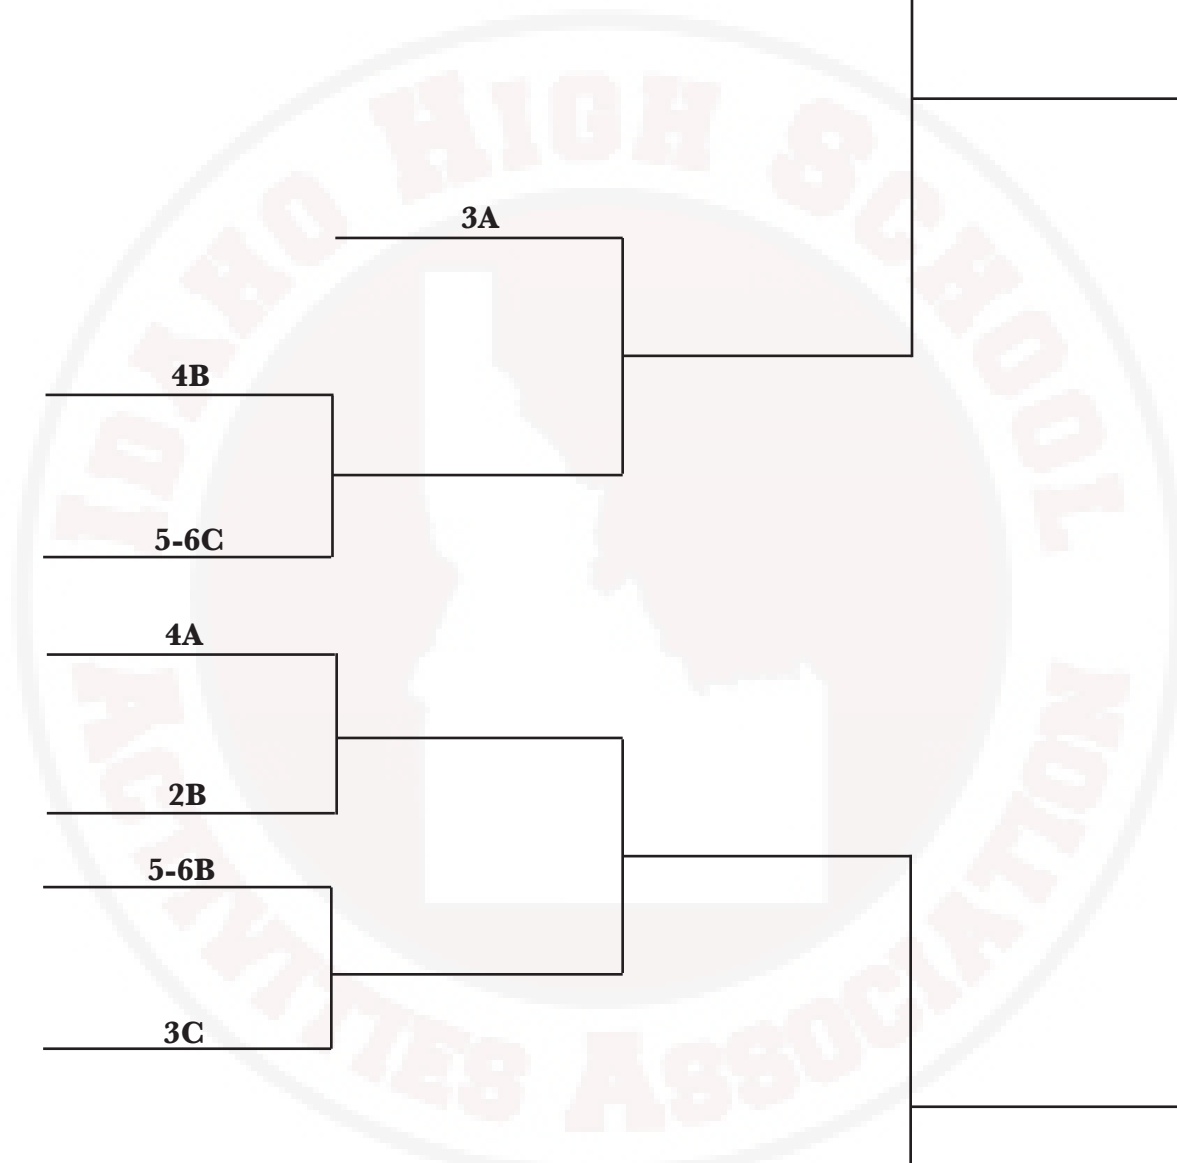 IDAHO HIGH SCHOOL
3A
4B
5-6C
4A
2B
5-6B
3C
ACTIVITIES ASSOCIATION